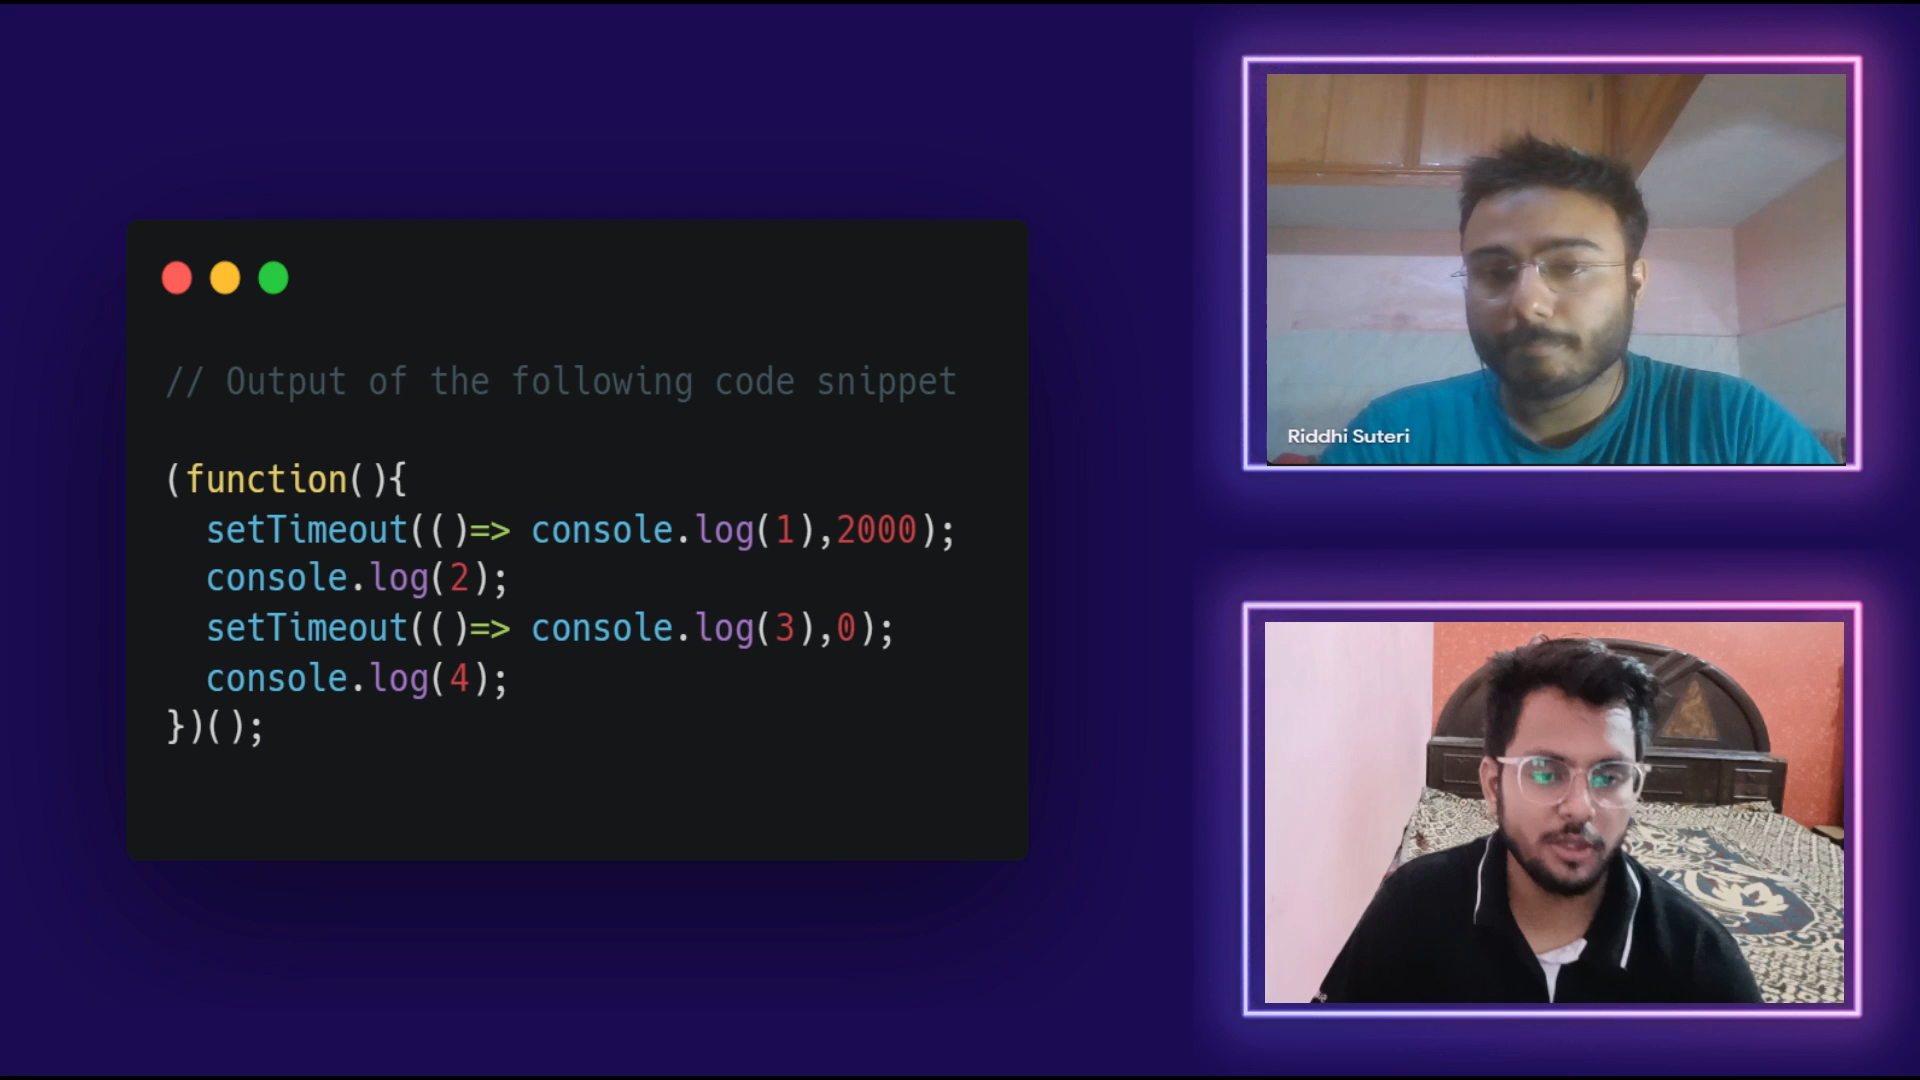 // Output of the following code snippet
(function(){
setTimeout(()=> console.log(1),2000);
console.log(2);
setTimeout(()=> console.log(3),0);
console.log(4);
})();
Riddhi Suteri